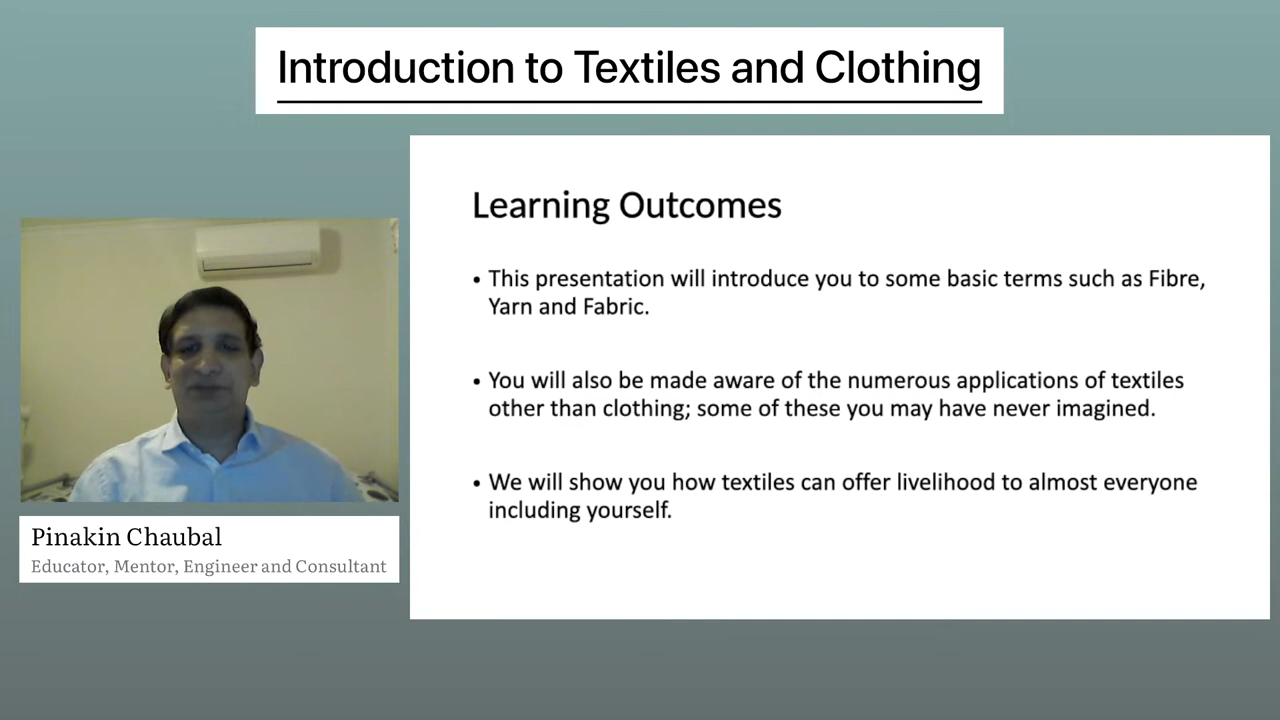 Introduction to Textiles and Clothing
Learning Outcomes
• This presentation will introduce you to some basic terms such as Fibre,
Yarn and Fabric.
• You will also be made aware of the numerous applications of textiles
other than clothing; some of these you may have never imagined.
• We will show you how textiles can offer livelihood to almost everyone
including yourself.
Pinakin Chaubal
Educator, Mentor, Engineer and Consultant